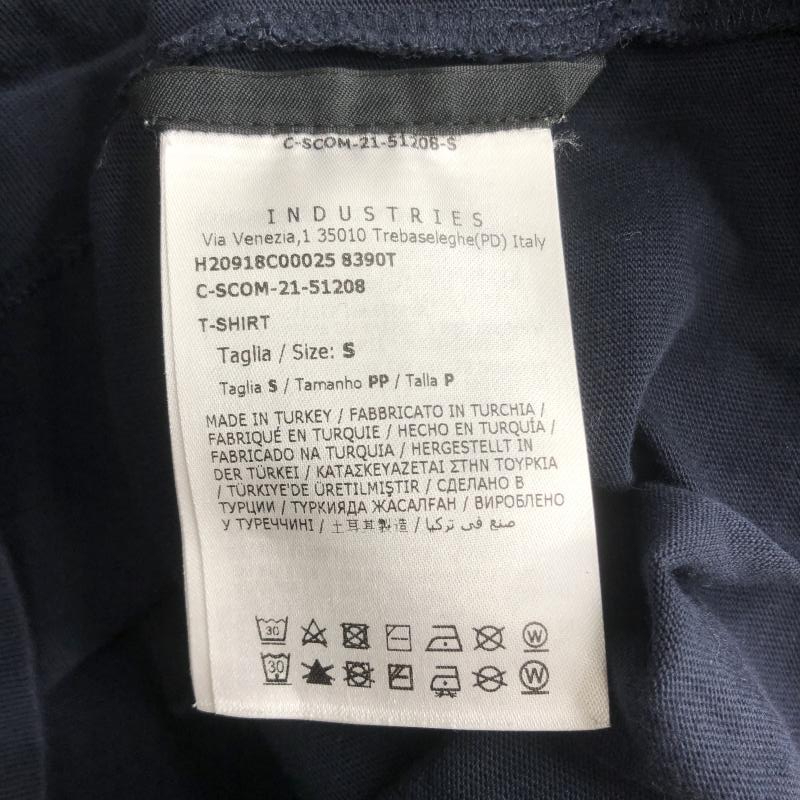 C-SCOM-21-51208-S
INDUSTRIES
Via Venezia,1 35010 Trebaseleghe(PD) Italy
H20918C00025 8390T
C-SCOM-21-51208
T-SHIRT
Taglia / Size: S
Taglia S / Tamanho PP / Talla P
MADE IN TURKEY / FABBRICATO IN TURCHIA /
FABRIQUÉ EN TURQUIE / HECHO EN TURQUÍA /
FABRICADO NA TURQUIA / HERGESTELLT IN
DER TÜRKEI / ΚΑΤΑΣΚΕΥΑΖΕΤΑΙ ΣΤΗΝ ΤΟΥΡΚΙΑ
/ TÜRKIYE'DE ÜRETILMIŞTIR / СДЕЛАНО В
ТУРЦИИ / ТҮРКИЯДА ЖАСАЛҒАН / ВИРОБЛЕНО
У ТУРЕЧЧИНІ / 土耳其製造 / صنع في تركيا
30 W
30 W